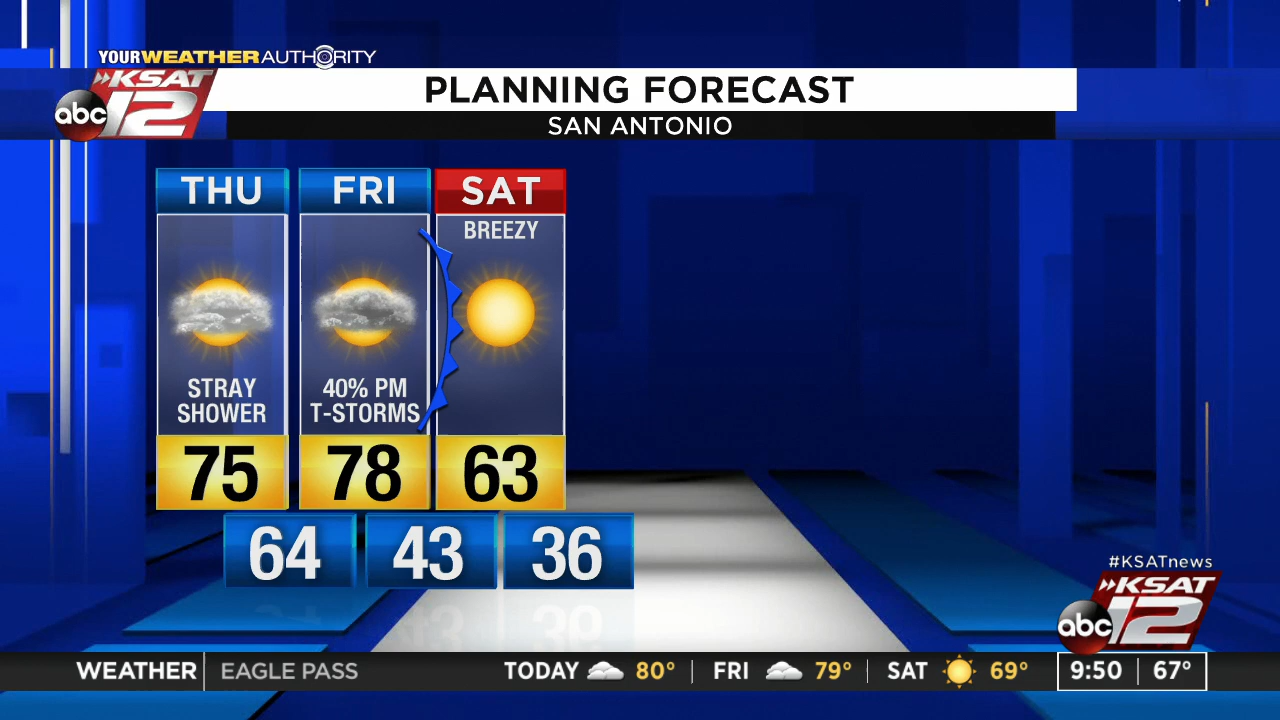 YOURWEATHERAUTHORITY
KSAT
abc 12
PLANNING FORECAST
SAN ANTONIO
THU FRI SAT
BREEZY
STRAY SHOWER
40% PM T-STORMS
75 78 63
64 43 36
#KSATnews
KSAT
abc 12
WEATHER EAGLE PASS TODAY 80° FRI 79° SAT 69° 9:50 67°